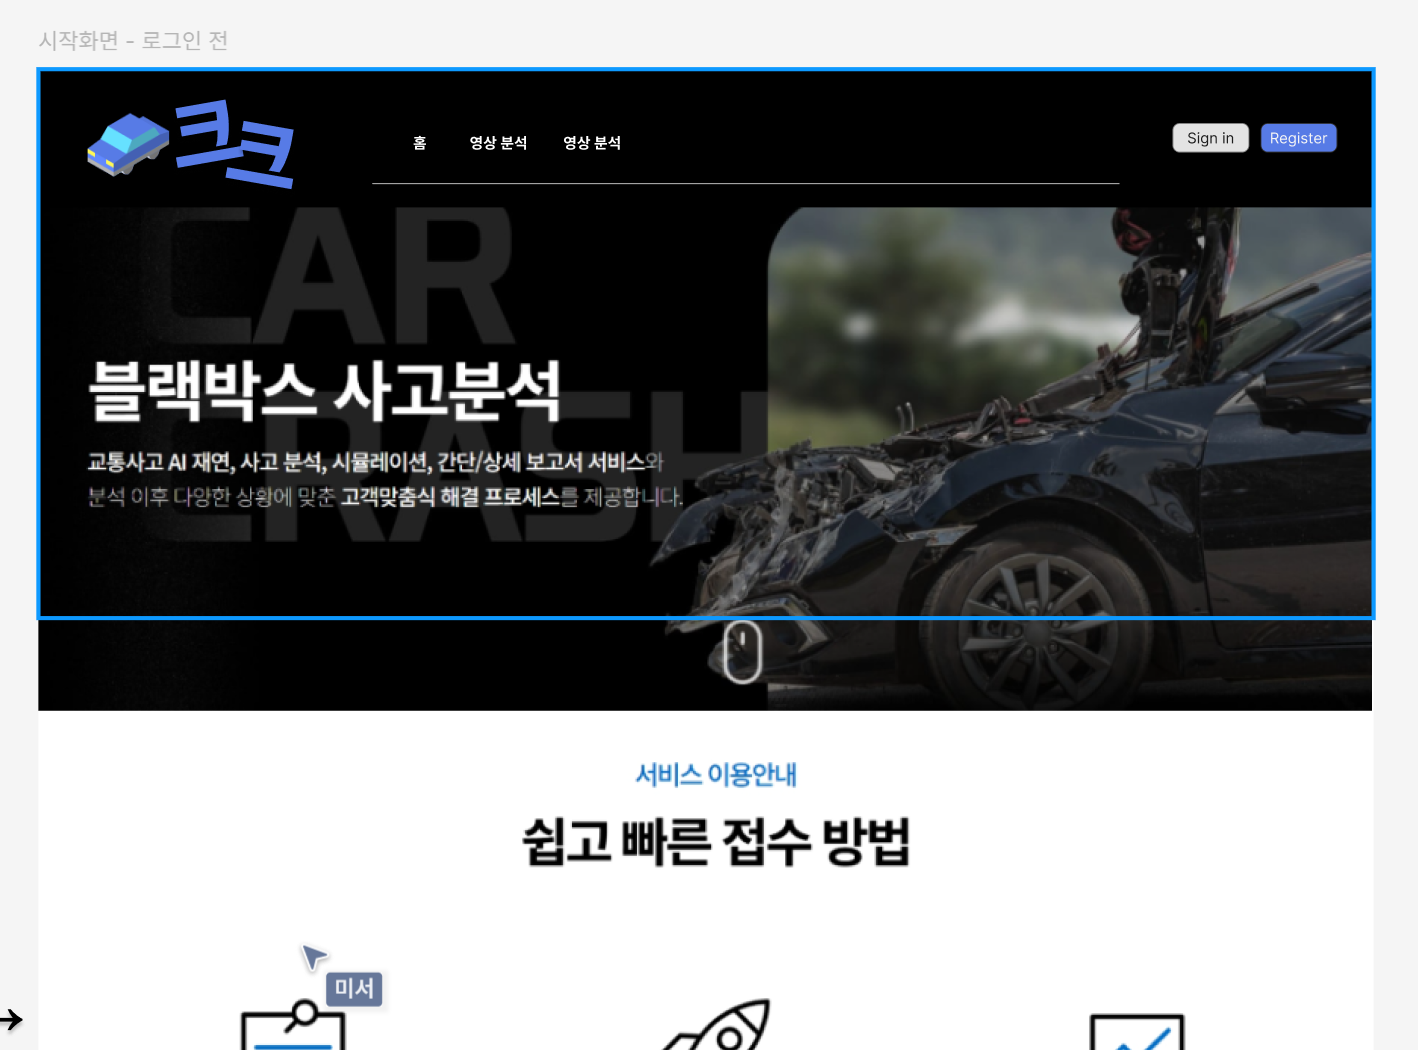 시작화면 - 로그인 전
크크
홈 영상 분석 영상 분석
Sign in Register
CAR
CRASH
블랙박스 사고분석
교통사고 AI 재연, 사고 분석, 시뮬레이션, 간단/상세 보고서 서비스와
분석 이후 다양한 상황에 맞춘 고객맞춤식 해결 프로세스를 제공합니다.
서비스 이용안내
쉽고 빠른 접수 방법
미서